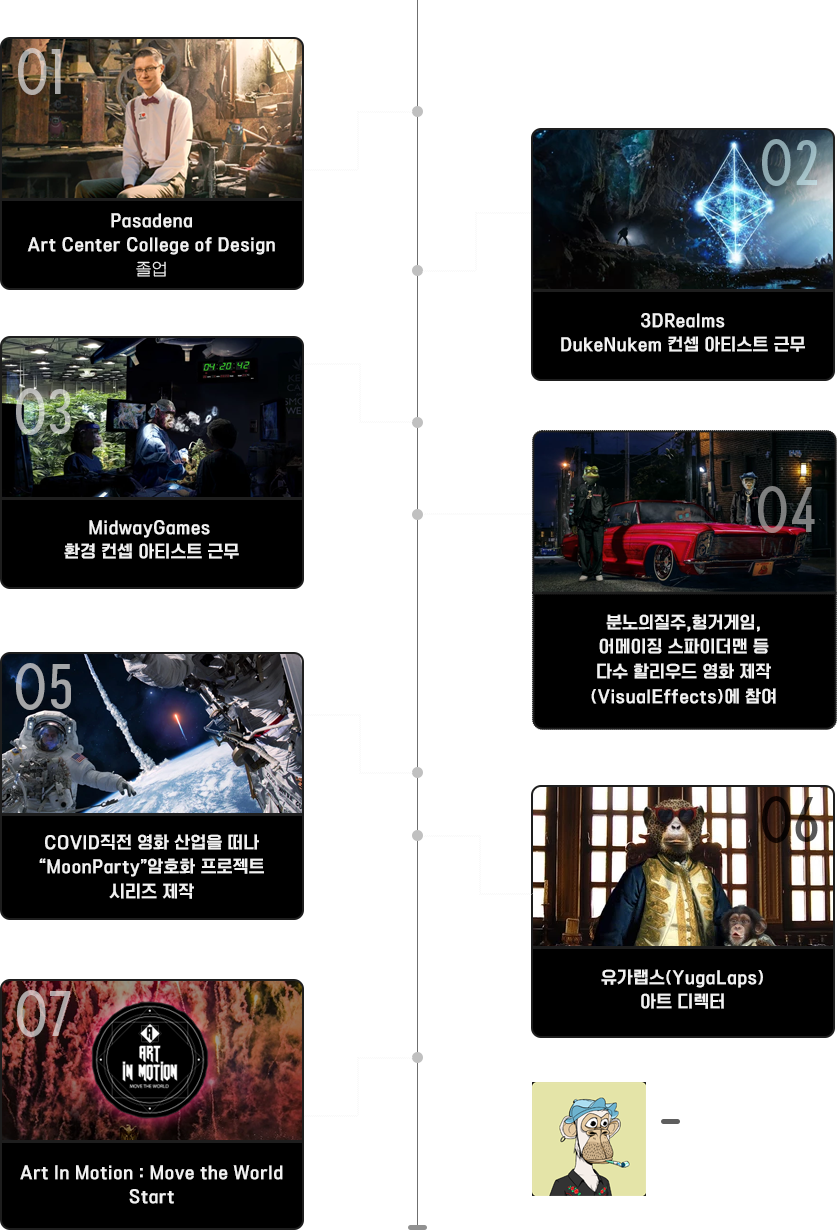 01
Pasadena
Art Center College of Design
졸업
02
3DRealms
DukeNukem 컨셉 아티스트 근무
04:20:42
03
MidwayGames
환경 컨셉 아티스트 근무
04
분노의질주,헝거게임,
어메이징 스파이더맨 등
다수 할리우드 영화 제작
(VisualEffects)에 참여
05
COVID직전 영화 산업을 떠나
“MoonParty”암호화 프로젝트
시리즈 제작
06
유가랩스(YugaLaps)
아트 디렉터
07
ART
IN MOTION
MOVE THE WORLD
Art In Motion : Move the World
Start